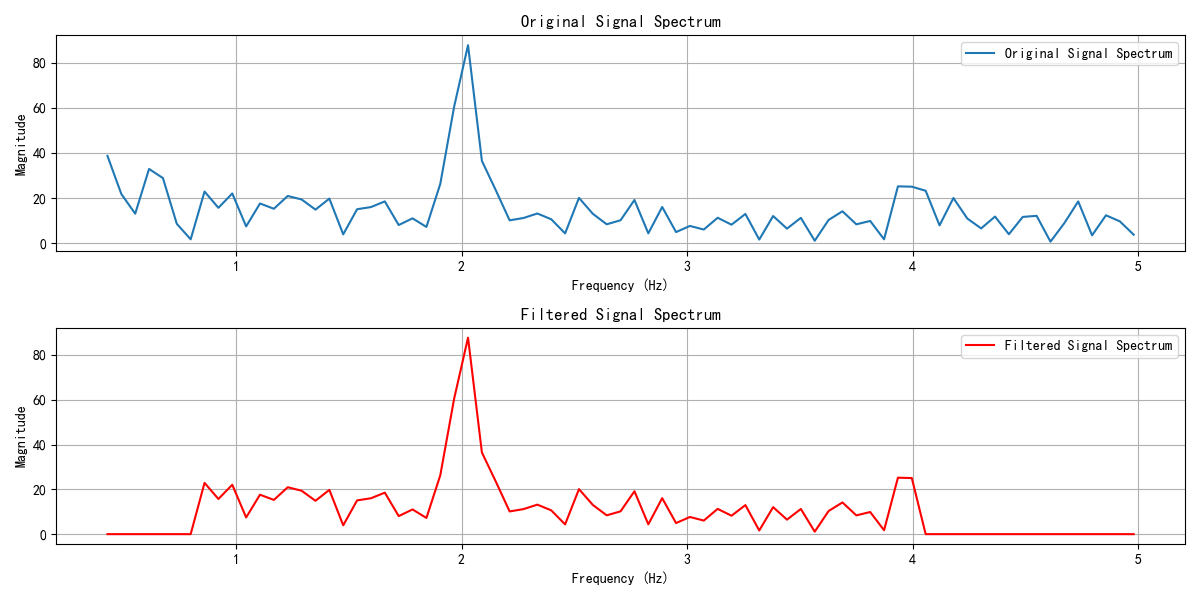 Original Signal Spectrum
Original Signal Spectrum
Magnitude
80
60
40
20
0
1 2 3 4 5
Frequency (Hz)
Filtered Signal Spectrum
Filtered Signal Spectrum
Magnitude
80
60
40
20
0
1 2 3 4 5
Frequency (Hz)